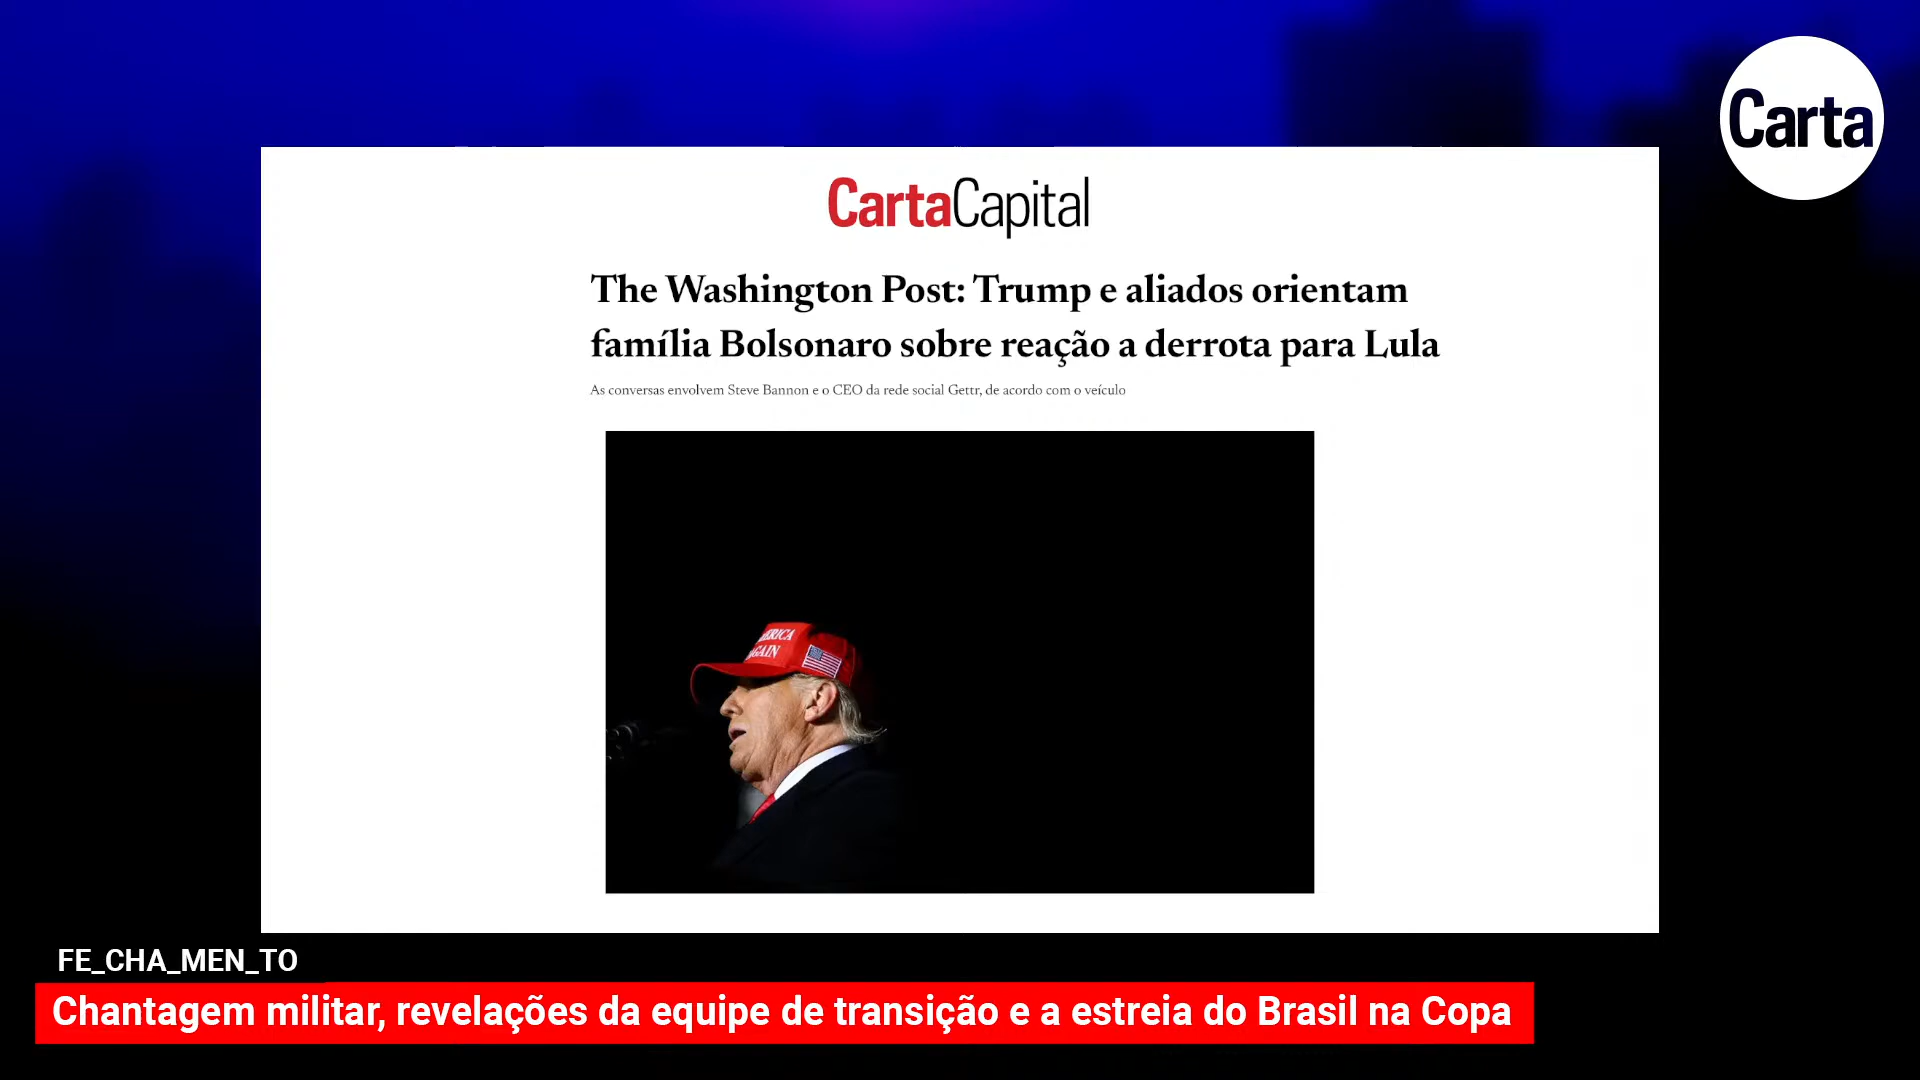 Carta
CartaCapital
The Washington Post: Trump e aliados orientam
família Bolsonaro sobre reação a derrota para Lula
As conversas envolvem Steve Bannon e o CEO da rede social Gettr, de acordo com o veículo
AGAIN
FE_CHA_MEN_TO
Chantagem militar, revelações da equipe de transição e a estreia do Brasil na Copa